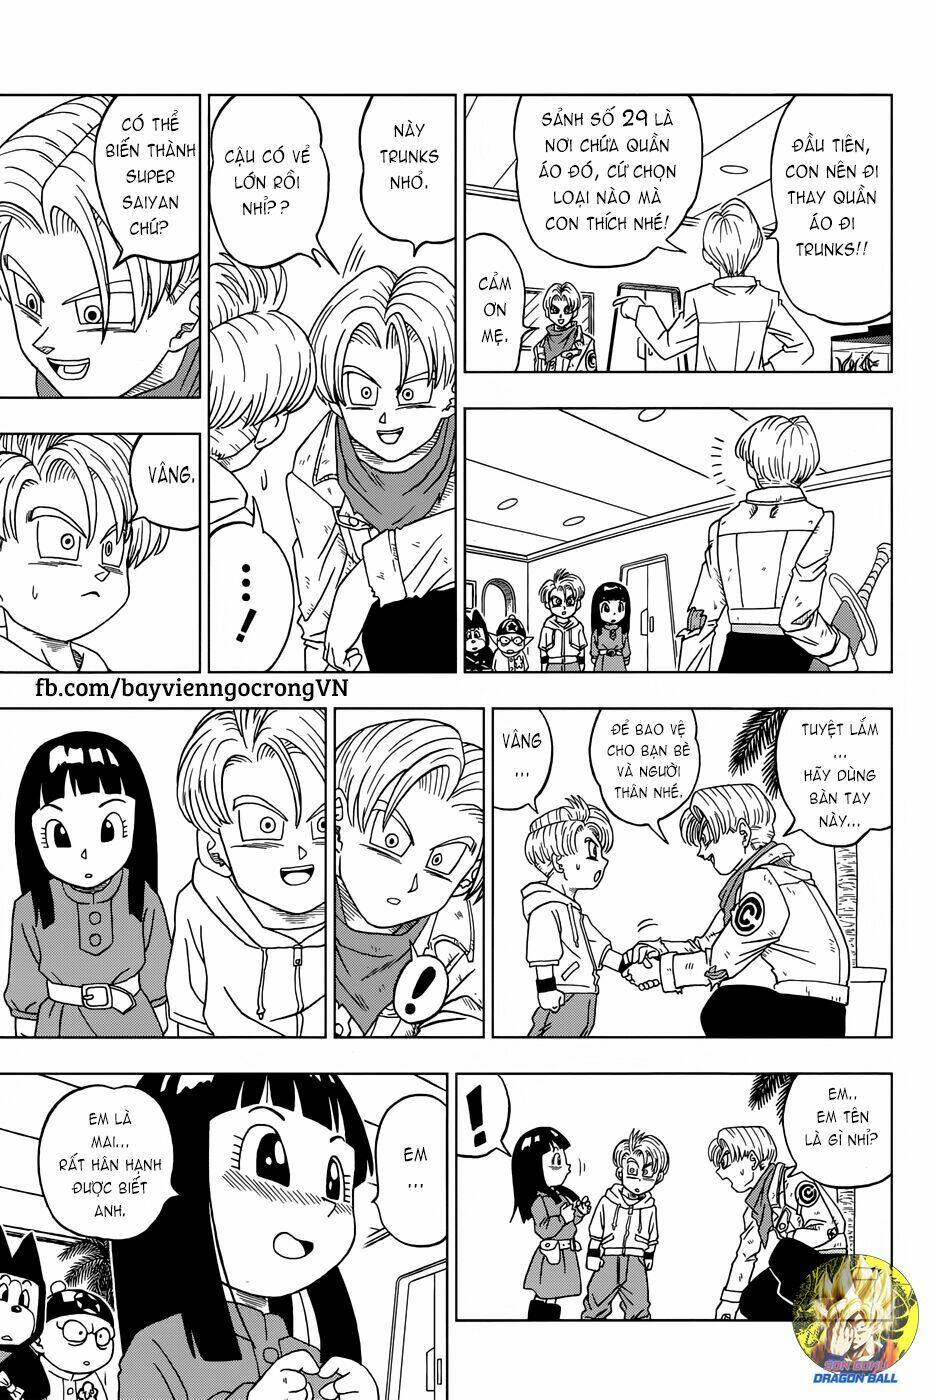 ĐẦU TIÊN,
CON NÊN ĐI
THAY QUẦN
ÁO ĐI
TRUNKS!!
SẢNH SỐ 29 LÀ
NƠI CHỨA QUẦN
ÁO ĐÓ, CỨ CHỌN
LOẠI NÀO MÀ
CON THÍCH NHÉ!
CẢM
ƠN
MẸ.
NÀY
TRUNKS
NHỎ.
CẬU CÓ VẺ
LỚN RỒI
NHỈ??
...!
CÓ THỂ
BIẾN THÀNH
SUPER
SAIYAN
CHỨ?
VÂNG.
fb.com/bayvienngocrongVN
TUYỆT LẮM
...
HÃY DÙNG
BÀN TAY
NÀY...
ĐỂ BAO VỆ
CHO BẠN BÈ
VÀ NGƯỜI
THÂN NHÉ.
VÂNG
...
!
EM..
EM TÊN
LÀ GÌ NHỈ?
!
EM
...
EM LÀ
MAI...
RẤT HÂN HẠNH
ĐƯỢC BIẾT
ANH.
SON GOKU
DRAGON BALL